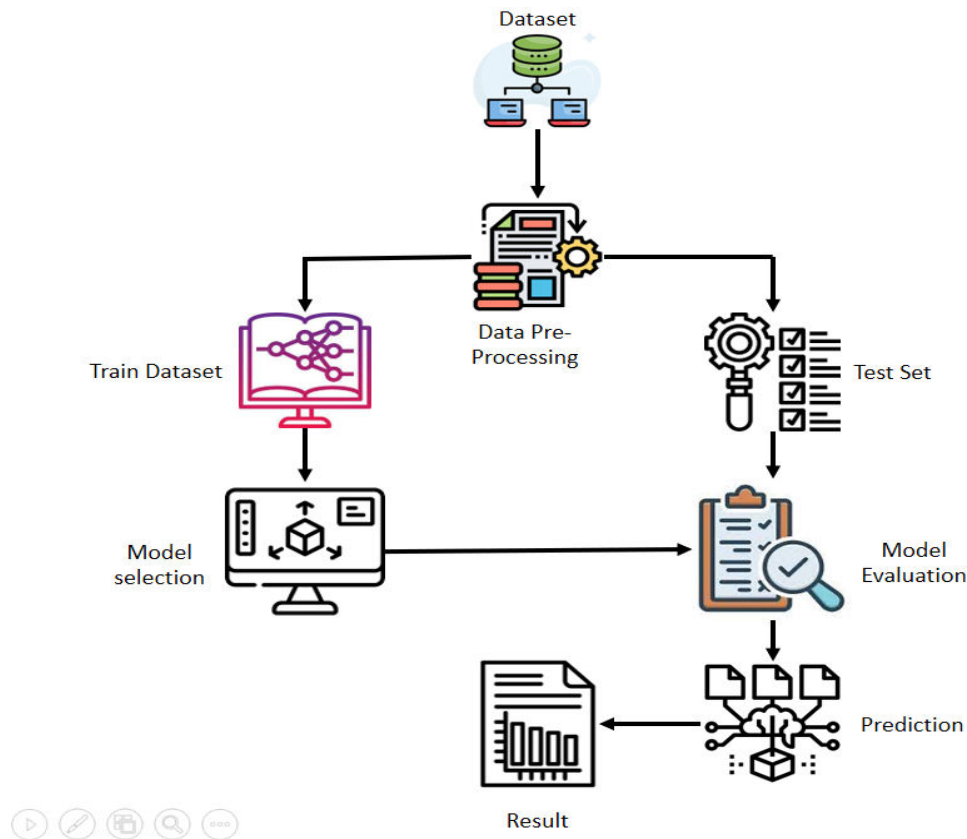 Dataset
Data Pre-
Processing
Train Dataset
Test Set
Model
selection
Model
Evaluation
Prediction
Result